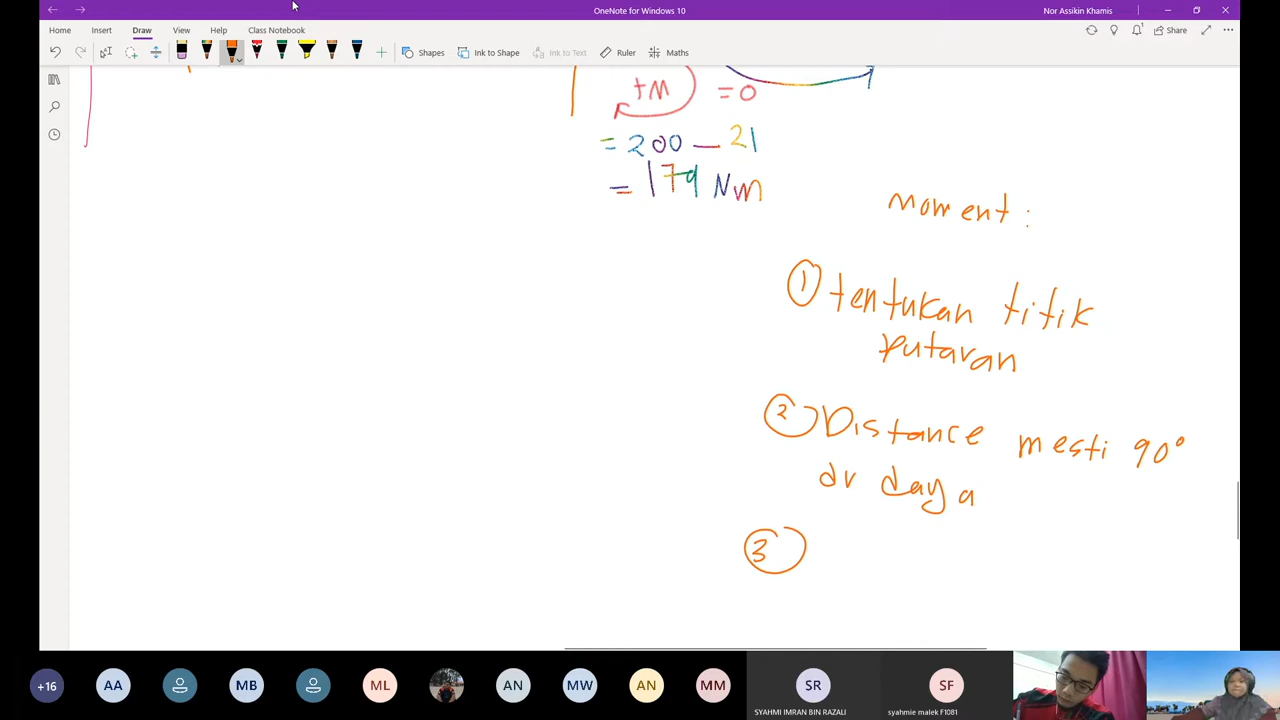 OneNote for Windows 10
Nor Assikin Khamis
Home Insert Draw View Help Class Notebook
Share
Shapes Ink to Shape Ink to Text Ruler Maths
+M = 0
= 200 - 21
= 179 Nm
moment :
① tentukan titik
putaran
② Distance mesti 90°
dr daya
③
+16 AA MB ML AN MW AN MM SR SF
SYAHMI IMRAN BIN RAZALI syahmie malek F1081